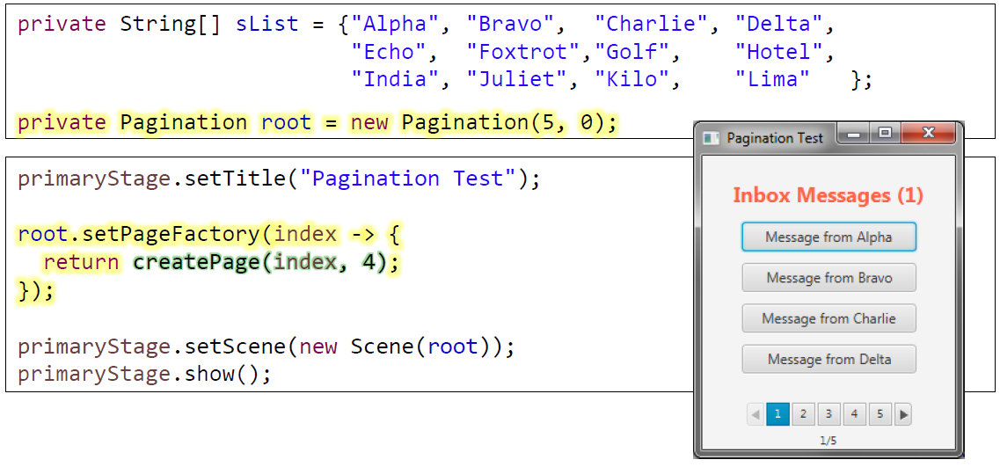 private String[] sList = {"Alpha", "Bravo", "Charlie", "Delta",
"Echo", "Foxtrot","Golf", "Hotel",
"India", "Juliet", "Kilo", "Lima" };
private Pagination root = new Pagination(5, 0);
primaryStage.setTitle("Pagination Test");
root.setPageFactory(index -> {
return createPage(index, 4);
});
primaryStage.setScene(new Scene(root));
primaryStage.show();
Pagination Test
Inbox Messages (1)
Message from Alpha
Message from Bravo
Message from Charlie
Message from Delta
1 2 3 4 5
1/5